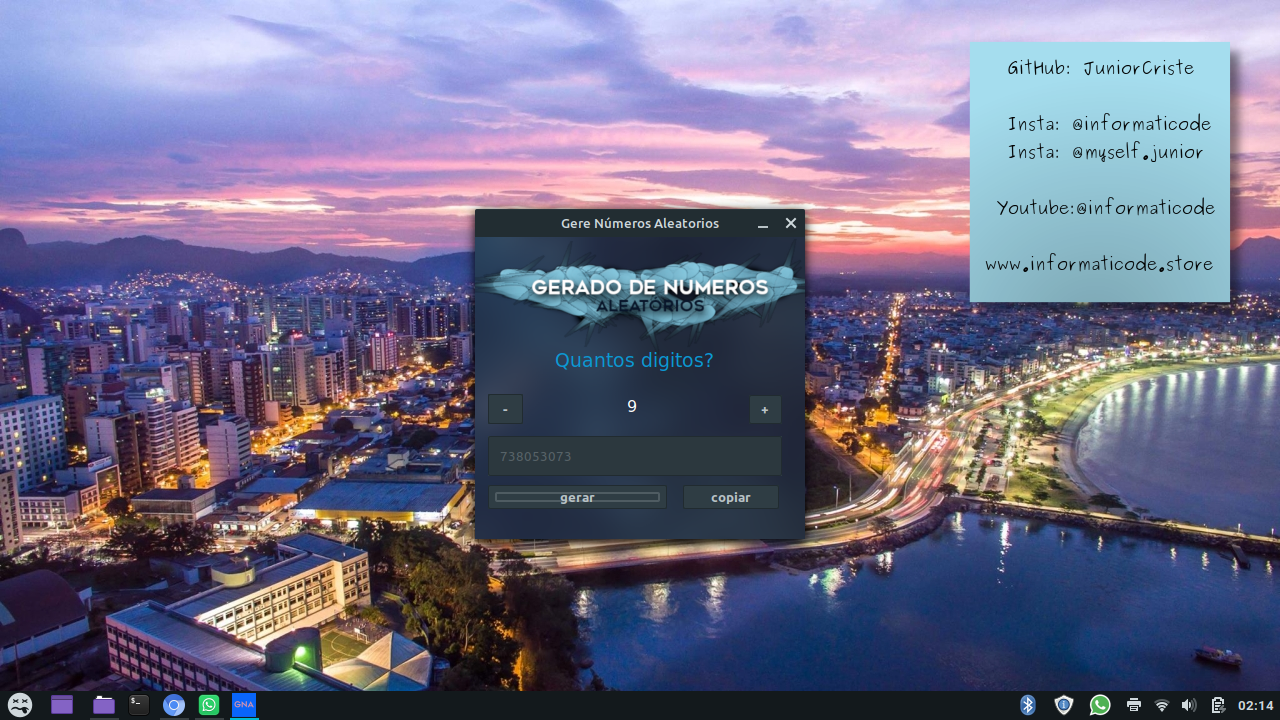 GitHub: JuniorCriste
Insta: @informaticode
Insta: @myself.junior
Youtube:@informaticode
www.informaticode.store
Gere Números Aleatorios
GERADO DE NUMEROS
ALEATÓRIOS
Quantos digitos?
- 9 +
738053073
gerar copiar
$_
GNA
02:14